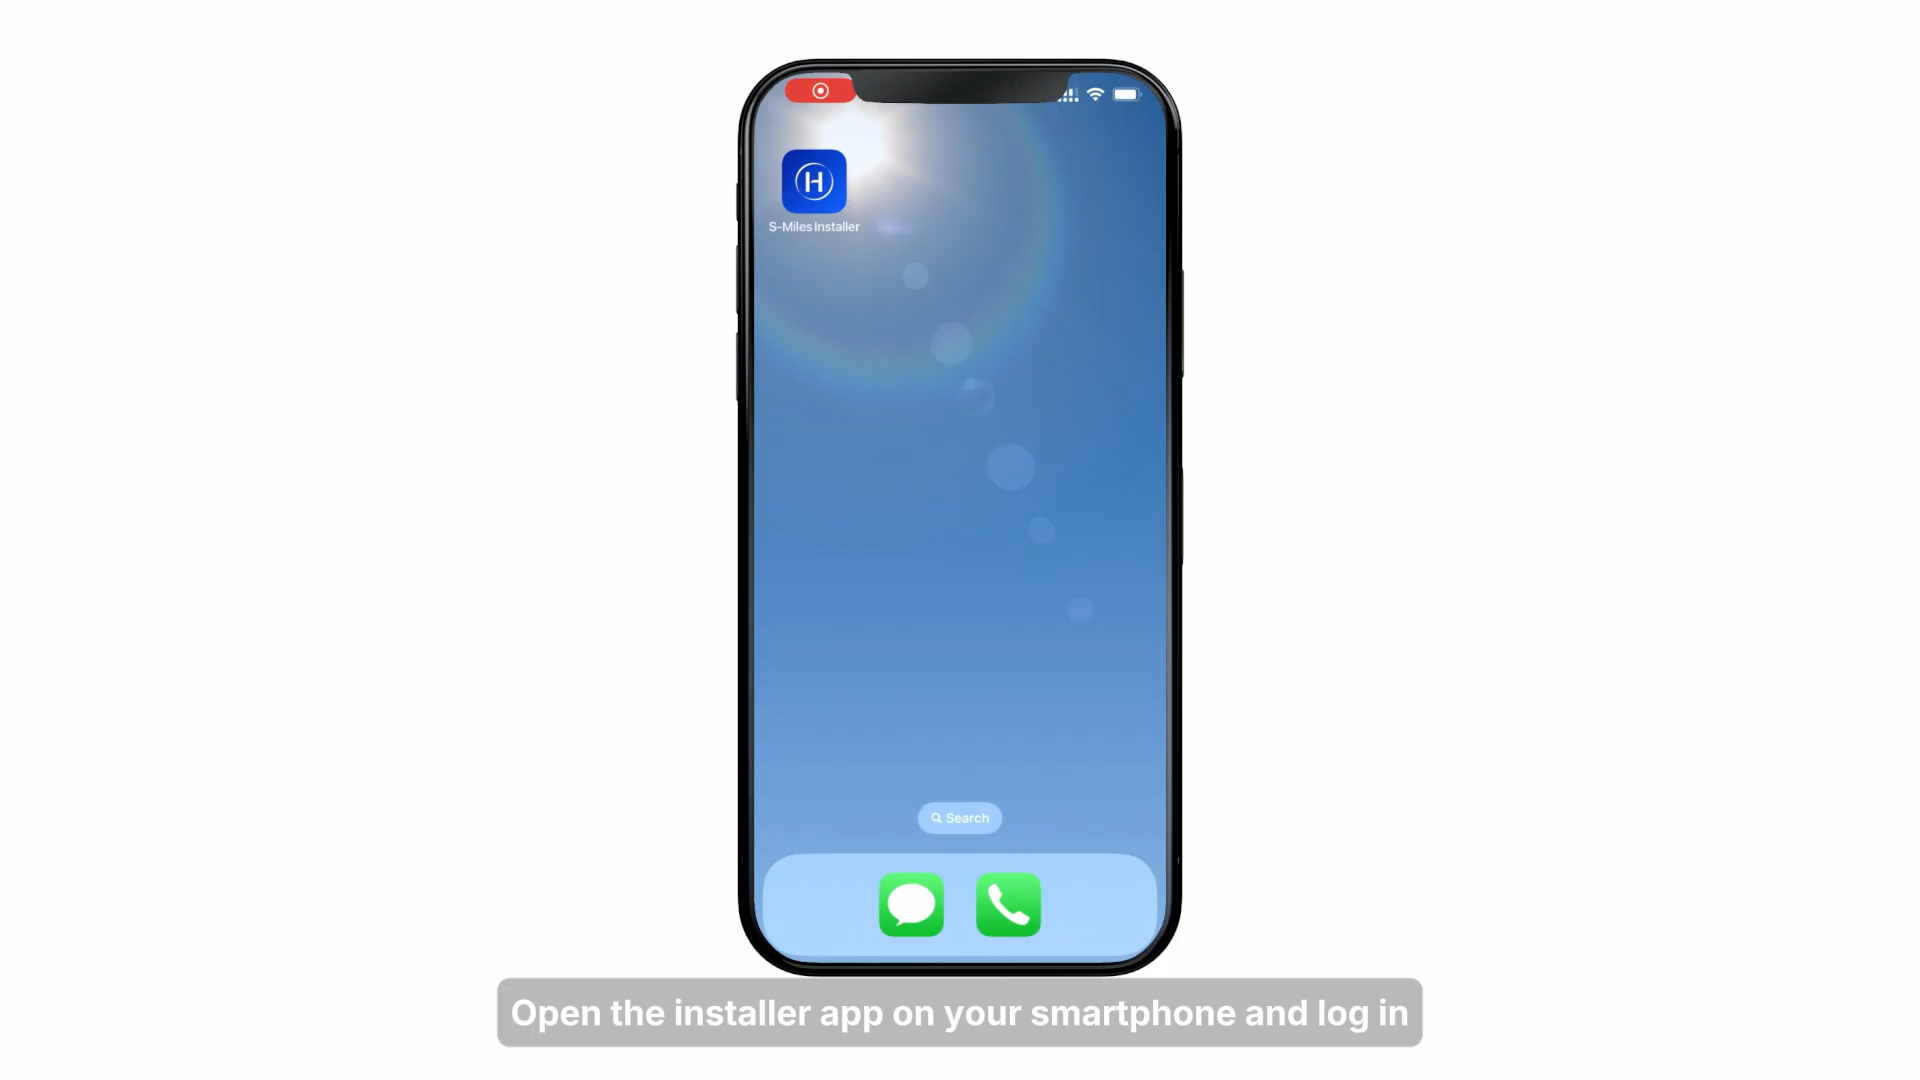 H
S-Miles Installer
Search
Open the installer app on your smartphone and log in